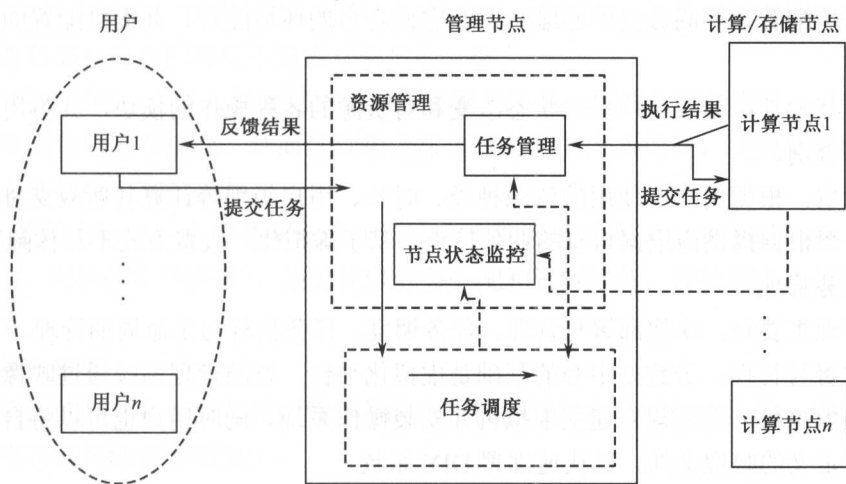 用户
管理节点
计算/存储节点
资源管理
用户1
反馈结果
任务管理
执行结果
计算节点1
提交任务
提交任务
节点状态监控
用户n
任务调度
计算节点n